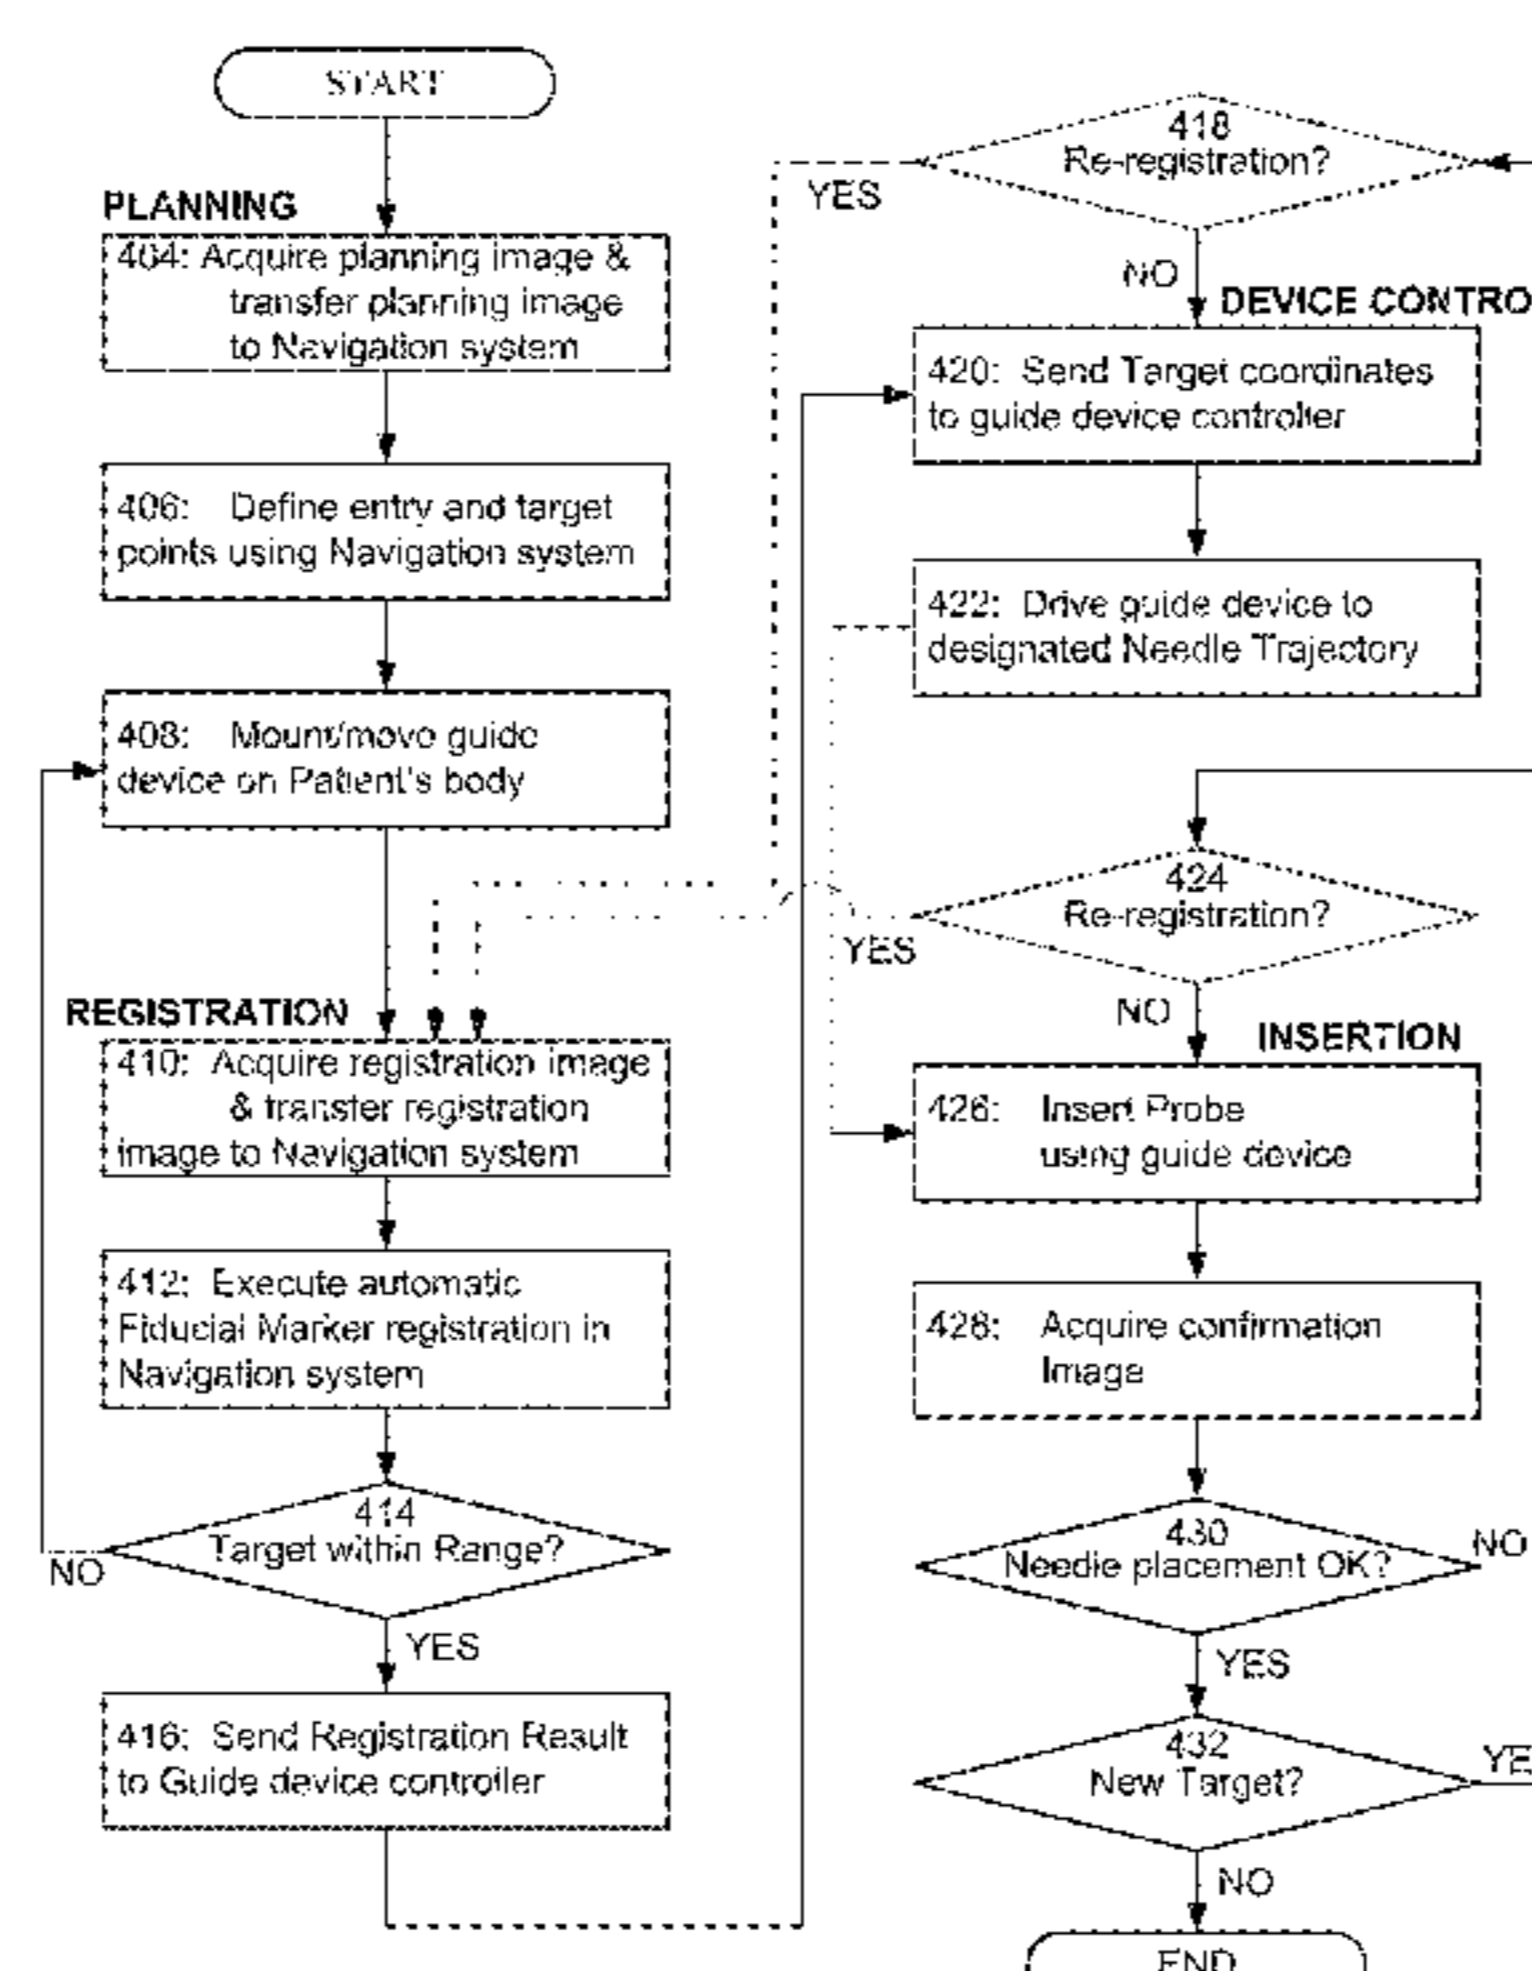 START
PLANNING
404: Acquire planning image &
transfer planning image
to Navigation system
406: Define entry and target
points using Navigation system
408: Mount/move guide
device on Patient's body
REGISTRATION
410: Acquire registration image
& transfer registration
image to Navigation system
412: Execute automatic
Fiducial Marker registration in
Navigation system
414
Target within Range?
NO
YES
416: Send Registration Result
to Guide device controller
418
Re-registration?
YES
NO
DEVICE CONTRO
420: Send Target coordinates
to guide device controller
422: Drive guide device to
designated Needle Trajectory
424
Re-registration?
YES
NO
INSERTION
426: Insert Probe
using guide device
428: Acquire confirmation
Image
430
Needle placement OK?
NO
YES
432
New Target?
YE
NO
END